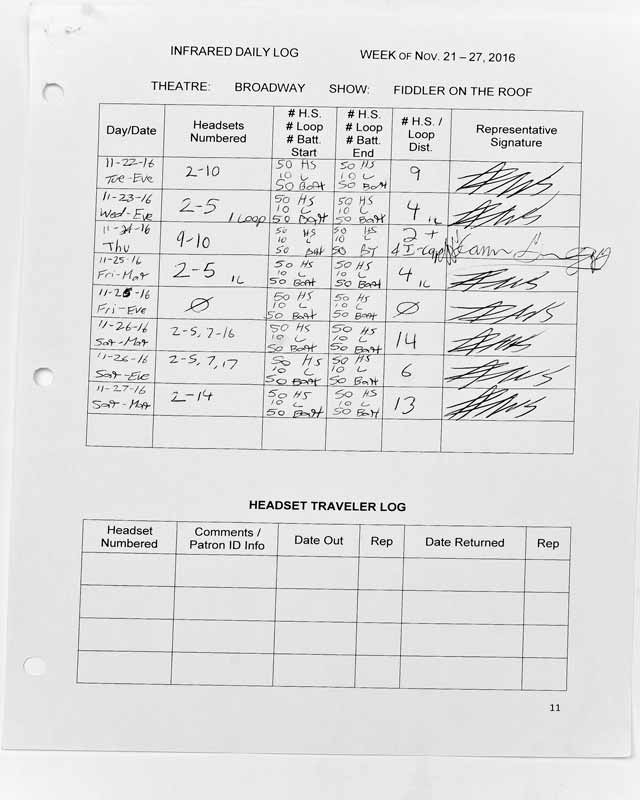 INFRARED DAILY LOG WEEK OF NOV. 21 – 27, 2016
THEATRE: BROADWAY SHOW: FIDDLER ON THE ROOF
Day/Date Headsets Numbered # H.S. # Loop # Batt. Start # H.S. # Loop # Batt. End # H.S. / Loop Dist. Representative Signature
11-22-16 Tue-Eve 2-10 50 HS 10 L 50 Batt 50 HS 10 L 50 Batt 9
11-23-16 Wed-Eve 2-5 1 Loop 50 HS 10 L 50 Batt 50 HS 10 L 50 Batt 4 1L
11-24-16 Thu 9-10 50 HS 10 L 50 Batt 50 HS 10 L 50 BT 2 +
11-25-16 Fri-Mat 2-5 1L 50 HS 10 L 50 Batt 50 HS 10 L 50 Batt 4 1L
11-25-16 Fri-Eve Ø 50 HS 10 L 50 Batt 50 HS 10 L 50 Batt Ø
11-26-16 Sat-Mat 2-5, 7-16 50 HS 10 L 50 Batt 50 HS 10 L 50 Batt 14
11-26-16 Sat-Eve 2-5, 7, 17 50 HS 10 L 50 Batt 50 HS 10 L 50 Batt 6
11-27-16 Sat-Mat 2-14 50 HS 10 L 50 Batt 50 HS 10 L 50 Batt 13
HEADSET TRAVELER LOG
Headset Numbered Comments / Patron ID Info Date Out Rep Date Returned Rep
11